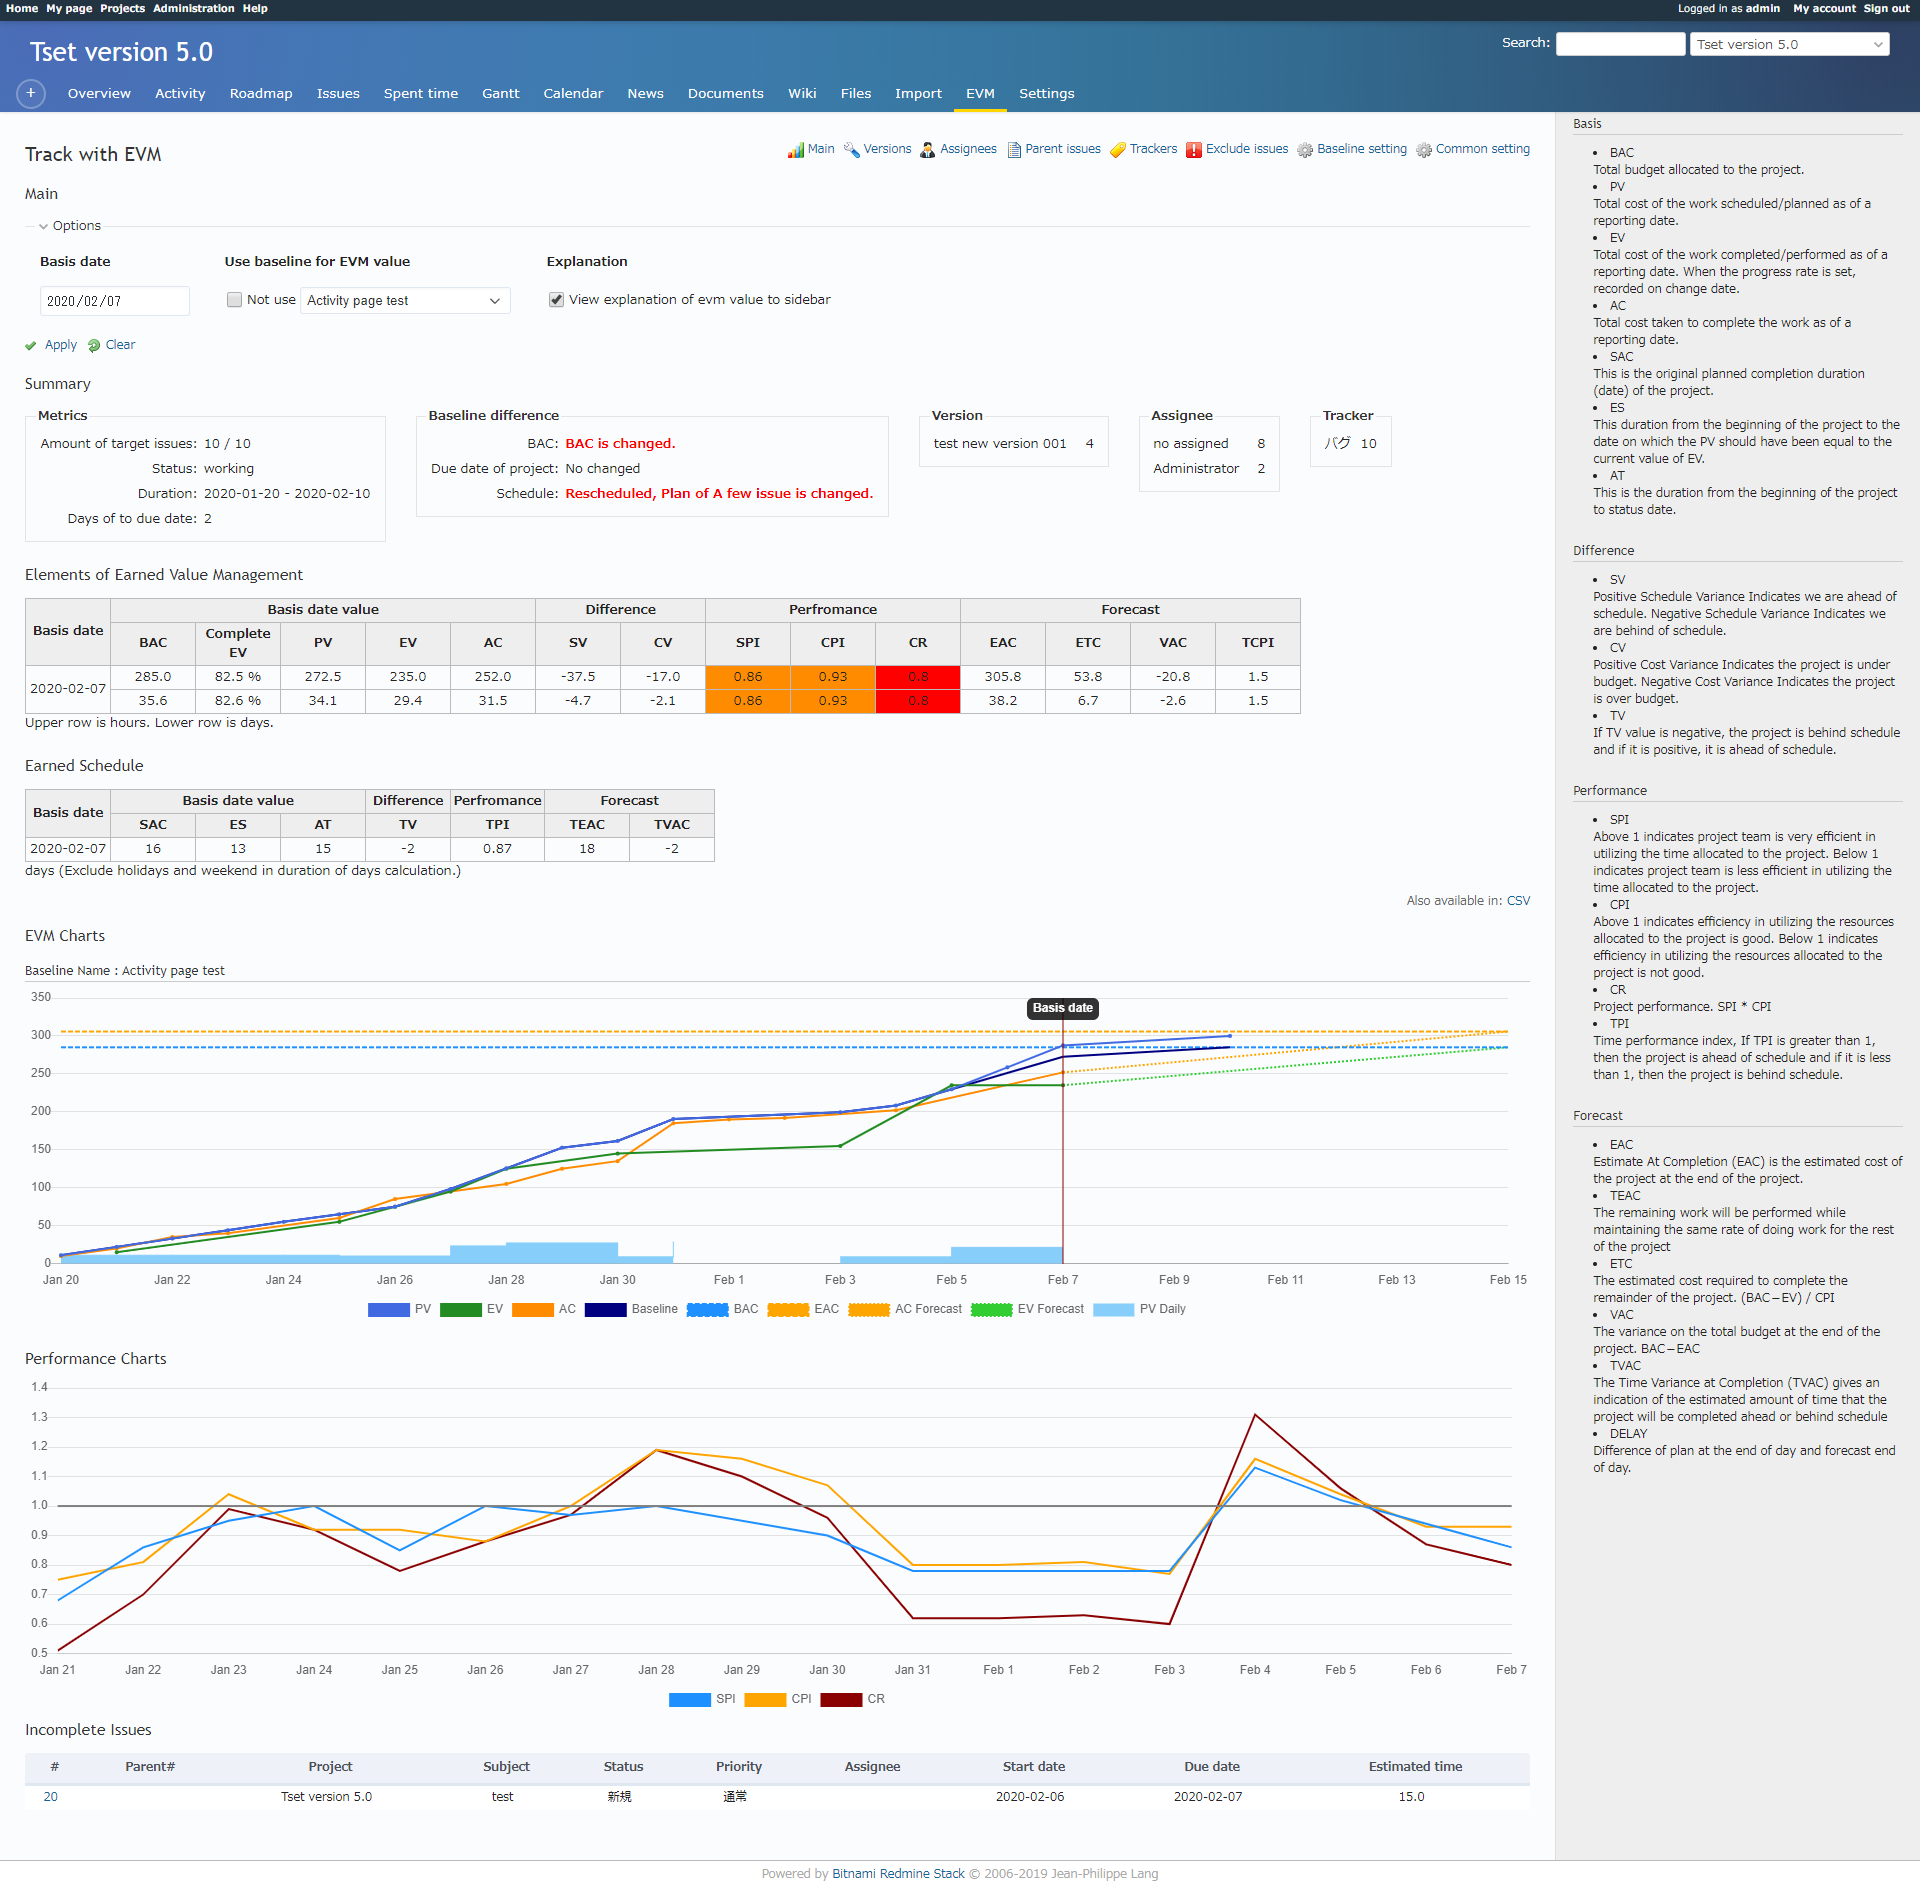 Home My page Projects Administration Help
Logged in as admin My account Sign out
Tset version 5.0
Search: Tset version 5.0
+ Overview Activity Roadmap Issues Spent time Gantt Calendar News Documents Wiki Files Import EVM Settings
Track with EVM
Main Versions Assignees Parent issues Trackers Exclude issues Baseline setting Common setting
Main
Options
Basis date Use baseline for EVM value Explanation
2020/02/07 Not use Activity page test View explanation of evm value to sidebar
Apply Clear
Summary
Metrics
Amount of target issues: 10 / 10
Status: working
Duration: 2020-01-20 - 2020-02-10
Days of to due date: 2
Baseline difference
BAC: BAC is changed.
Due date of project: No changed
Schedule: Rescheduled, Plan of A few issue is changed.
Version
test new version 001 4
Assignee
no assigned 8
Administrator 2
Tracker
バグ 10
Elements of Earned Value Management
Basis date Basis date value Difference Perfromance Forecast
BAC Complete EV PV EV AC SV CV SPI CPI CR EAC ETC VAC TCPI
2020-02-07
285.0 82.5 % 272.5 235.0 252.0 -37.5 -17.0 0.86 0.93 0.8 305.8 53.8 -20.8 1.5
35.6 82.6 % 34.1 29.4 31.5 -4.7 -2.1 0.86 0.93 0.8 38.2 6.7 -2.6 1.5
Upper row is hours. Lower row is days.
Earned Schedule
Basis date Basis date value Difference Perfromance Forecast
SAC ES AT TV TPI TEAC TVAC
2020-02-07 16 13 15 -2 0.87 18 -2
days (Exclude holidays and weekend in duration of days calculation.)
Also available in: CSV
EVM Charts
Baseline Name : Activity page test
350
300
250
200
150
100
50
0
Basis date
Jan 20 Jan 22 Jan 24 Jan 26 Jan 28 Jan 30 Feb 1 Feb 3 Feb 5 Feb 7 Feb 9 Feb 11 Feb 13 Feb 15
PV EV AC Baseline BAC EAC AC Forecast EV Forecast PV Daily
Performance Charts
1.4
1.3
1.2
1.1
1.0
0.9
0.8
0.7
0.6
0.5
Jan 21 Jan 22 Jan 23 Jan 24 Jan 25 Jan 26 Jan 27 Jan 28 Jan 29 Jan 30 Jan 31 Feb 1 Feb 2 Feb 3 Feb 4 Feb 5 Feb 6 Feb 7
SPI CPI CR
Incomplete Issues
# Parent# Project Subject Status Priority Assignee Start date Due date Estimated time
20 Tset version 5.0 test 新規 通常 2020-02-06 2020-02-07 15.0
Basis
• BAC
Total budget allocated to the project.
• PV
Total cost of the work scheduled/planned as of a
reporting date.
• EV
Total cost of the work completed/performed as of a
reporting date. When the progress rate is set,
recorded on change date.
• AC
Total cost taken to complete the work as of a
reporting date.
• SAC
This is the original planned completion duration
(date) of the project.
• ES
This duration from the beginning of the project to the
date on which the PV should have been equal to the
current value of EV.
• AT
This is the duration from the beginning of the project
to status date.
Difference
• SV
Positive Schedule Variance Indicates we are ahead of
schedule. Negative Schedule Variance Indicates we
are behind of schedule.
• CV
Positive Cost Variance Indicates the project is under
budget. Negative Cost Variance Indicates the project
is over budget.
• TV
If TV value is negative, the project is behind schedule
and if it is positive, it is ahead of schedule.
Performance
• SPI
Above 1 indicates project team is very efficient in
utilizing the time allocated to the project. Below 1
indicates project team is less efficient in utilizing the
time allocated to the project.
• CPI
Above 1 indicates efficiency in utilizing the resources
allocated to the project is good. Below 1 indicates
efficiency in utilizing the resources allocated to the
project is not good.
• CR
Project performance. SPI * CPI
• TPI
Time performance index, If TPI is greater than 1,
then the project is ahead of schedule and if it is less
than 1, then the project is behind schedule.
Forecast
• EAC
Estimate At Completion (EAC) is the estimated cost of
the project at the end of the project.
• TEAC
The remaining work will be performed while
maintaining the same rate of doing work for the rest
of the project
• ETC
The estimated cost required to complete the
remainder of the project. (BAC−EV) / CPI
• VAC
The variance on the total budget at the end of the
project. BAC−EAC
• TVAC
The Time Variance at Completion (TVAC) gives an
indication of the estimated amount of time that the
project will be completed ahead or behind schedule
• DELAY
Difference of plan at the end of day and forecast end
of day.
Powered by Bitnami Redmine Stack © 2006-2019 Jean-Philippe Lang